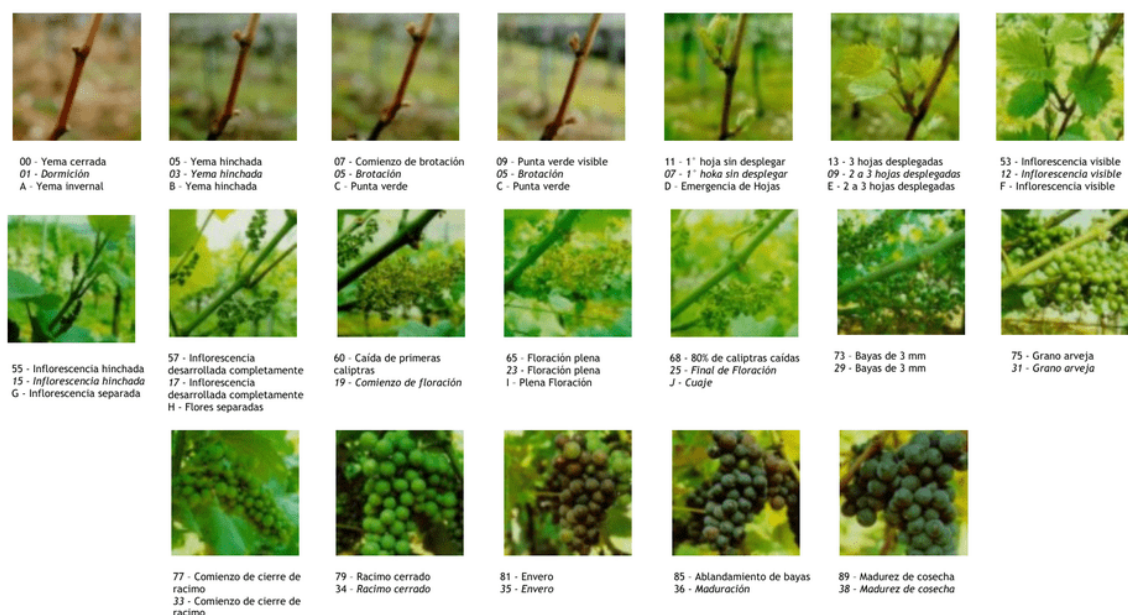 00 - Yema cerrada
01 - Dormición
A - Yema invernal
05 - Yema hinchada
03 - Yema hinchada
B - Yema hinchada
07 - Comienzo de brotación
05 - Brotación
C - Punta verde
09 - Punta verde visible
05 - Brotación
C - Punta verde
11 - 1° hoja sin desplegar
07 - 1° hoka sin desplegar
D - Emergencia de Hojas
13 - 3 hojas desplegadas
09 - 2 a 3 hojas desplegadas
E - 2 a 3 hojas desplegadas
53 - Inflorescencia visible
12 - Inflorescencia visible
F - Inflorescencia visible
55 - Inflorescencia hinchada
15 - Inflorescencia hinchada
G - Inflorescencia separada
57 - Inflorescencia
desarrollada completamente
17 - Inflorescencia
desarrollada completamente
H - Flores separadas
60 - Caída de primeras
caliptras
19 - Comienzo de floración
65 - Floración plena
23 - Floración plena
I - Plena Floración
68 - 80% de caliptras caídas
25 - Final de Floración
J - Cuaje
73 - Bayas de 3 mm
29 - Bayas de 3 mm
75 - Grano arveja
31 - Grano arveja
77 - Comienzo de cierre de
racimo
33 - Comienzo de cierre de
racimo
79 - Racimo cerrado
34 - Racimo cerrado
81 - Envero
35 - Envero
85 - Ablandamiento de bayas
36 - Maduración
89 - Madurez de cosecha
38 - Madurez de cosecha